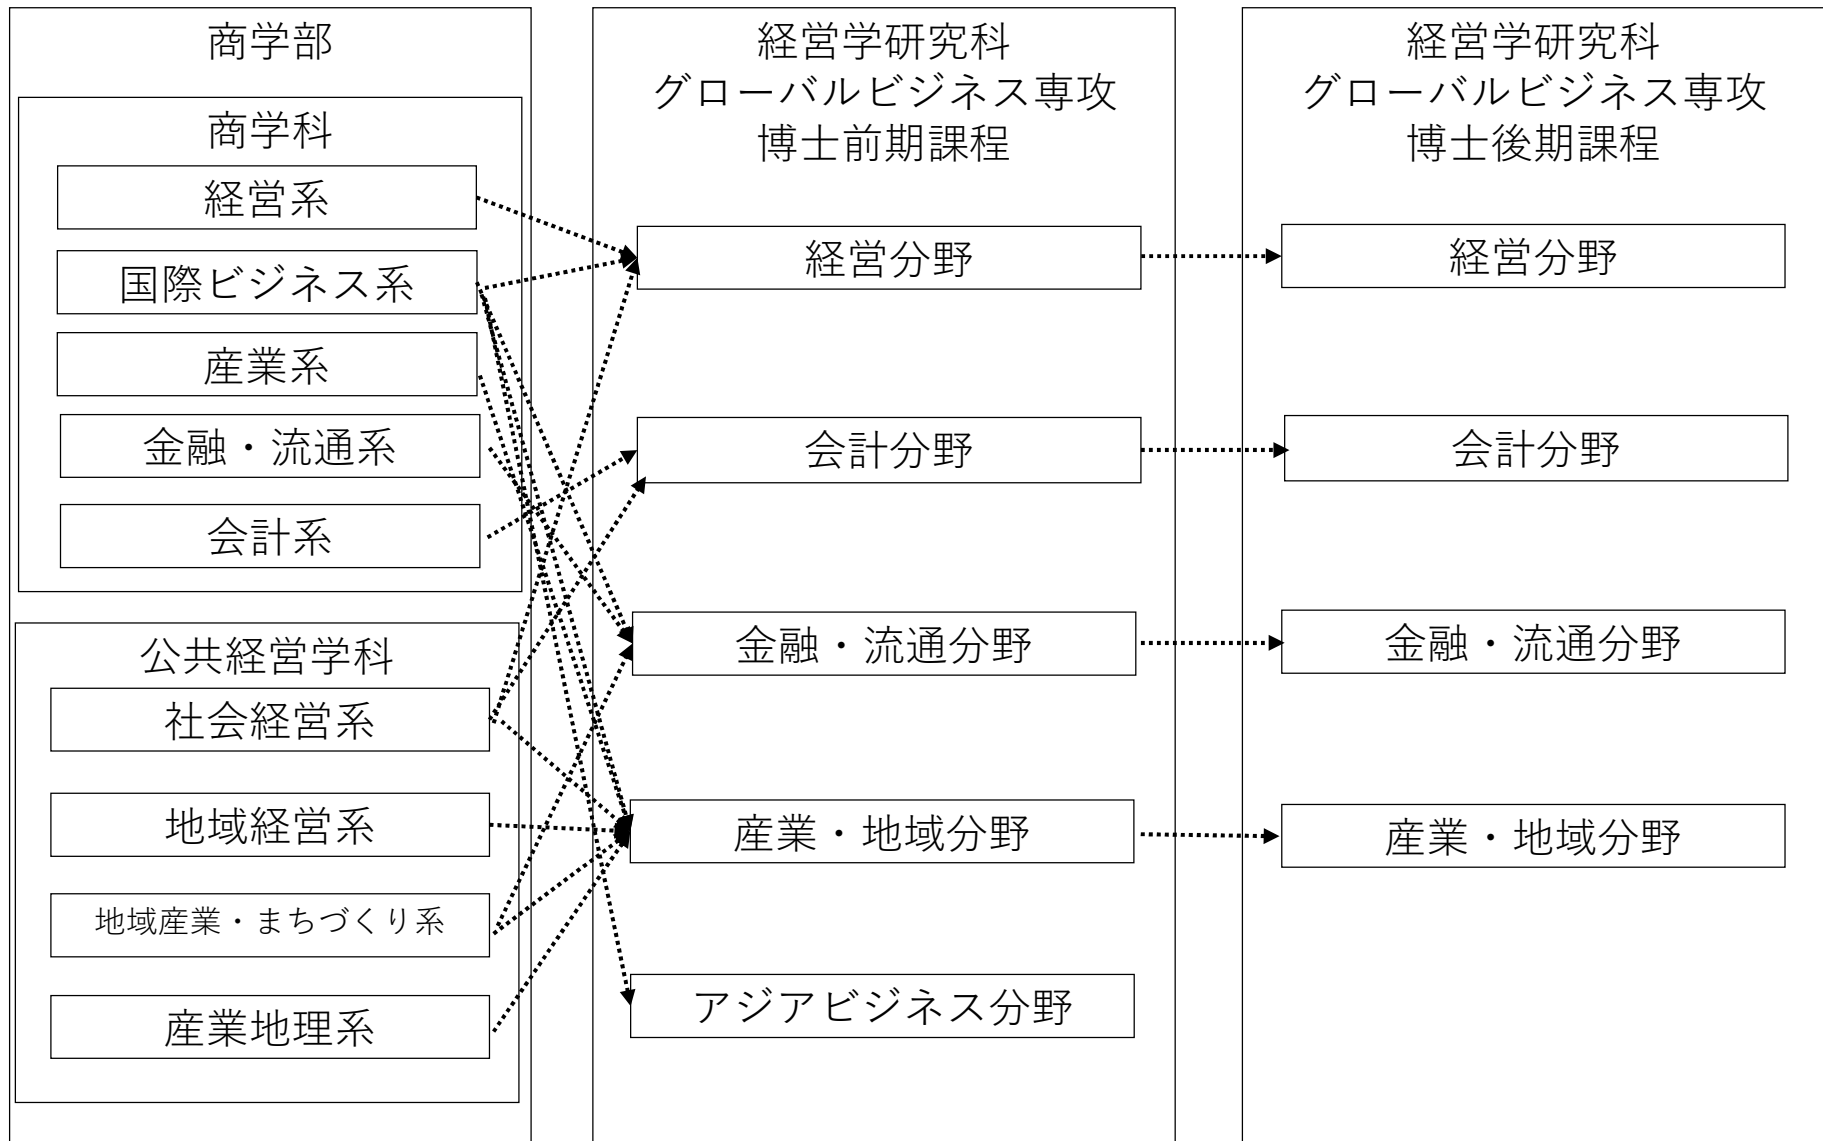 商学部
商学科
経営系
国際ビジネス系
産業系
金融・流通系
会計系
公共経営学科
社会経営系
地域経営系
地域産業・まちづくり系
産業地理系
経営学研究科
グローバルビジネス専攻
博士前期課程
経営分野
会計分野
金融・流通分野
産業・地域分野
アジアビジネス分野
経営学研究科
グローバルビジネス専攻
博士後期課程
経営分野
会計分野
金融・流通分野
産業・地域分野